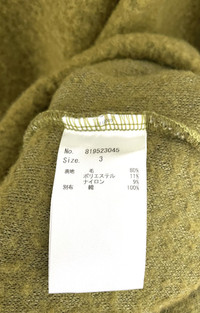 No. 819523045
Size. 3
表地 毛 80%
ポリエステル 11%
ナイロン 9%
別布 綿 100%